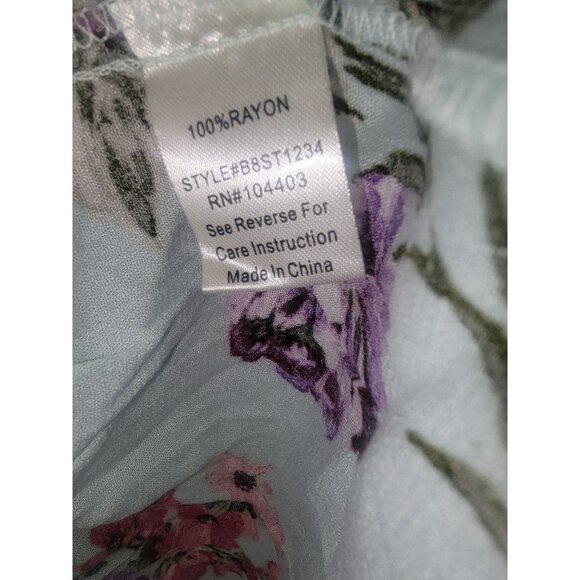 100%RAYON
STYLE#B8ST1234
RN#104403
See Reverse For
Care Instruction
Made In China